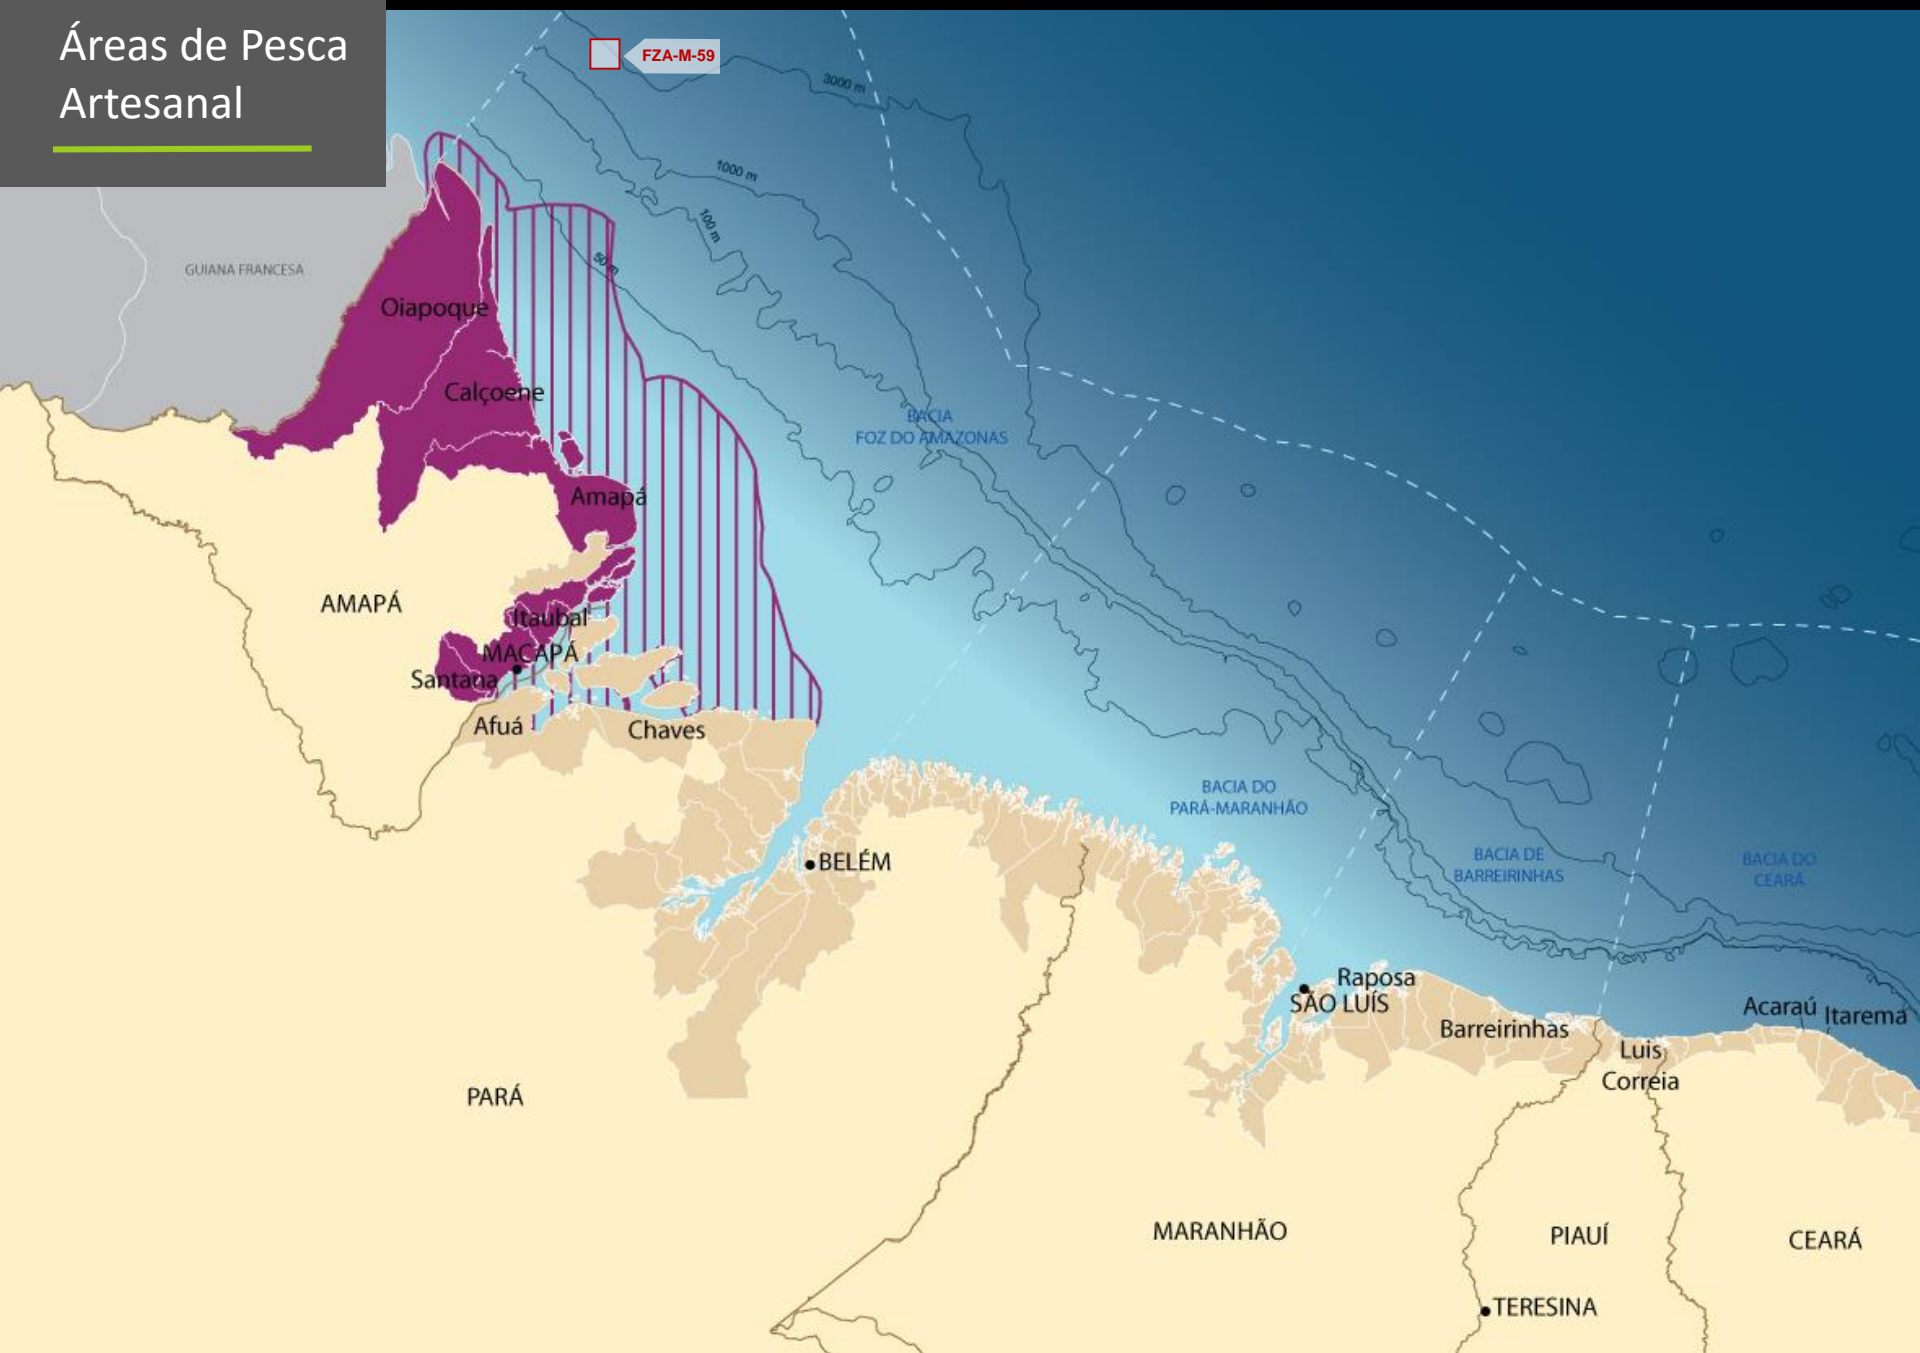 Áreas de Pesca
Artesanal
FZA-M-59
3000 m
1000 m
100 m
50 m
GUIANA FRANCESA
Oiapoque
Calçoene
BACIA
FOZ DO AMAZONAS
Amapá
AMAPÁ
Itaubal
MACAPÁ
Santana
Afuá
Chaves
BACIA DO
PARÁ-MARANHÃO
BELÉM
BACIA DE
BARREIRINHAS
BACIA DO
CEARÁ
Raposa
SÃO LUÍS
Acaraú
Itarema
Barreirinhas
Luis
Correia
PARÁ
MARANHÃO
PIAUÍ
CEARÁ
TERESINA